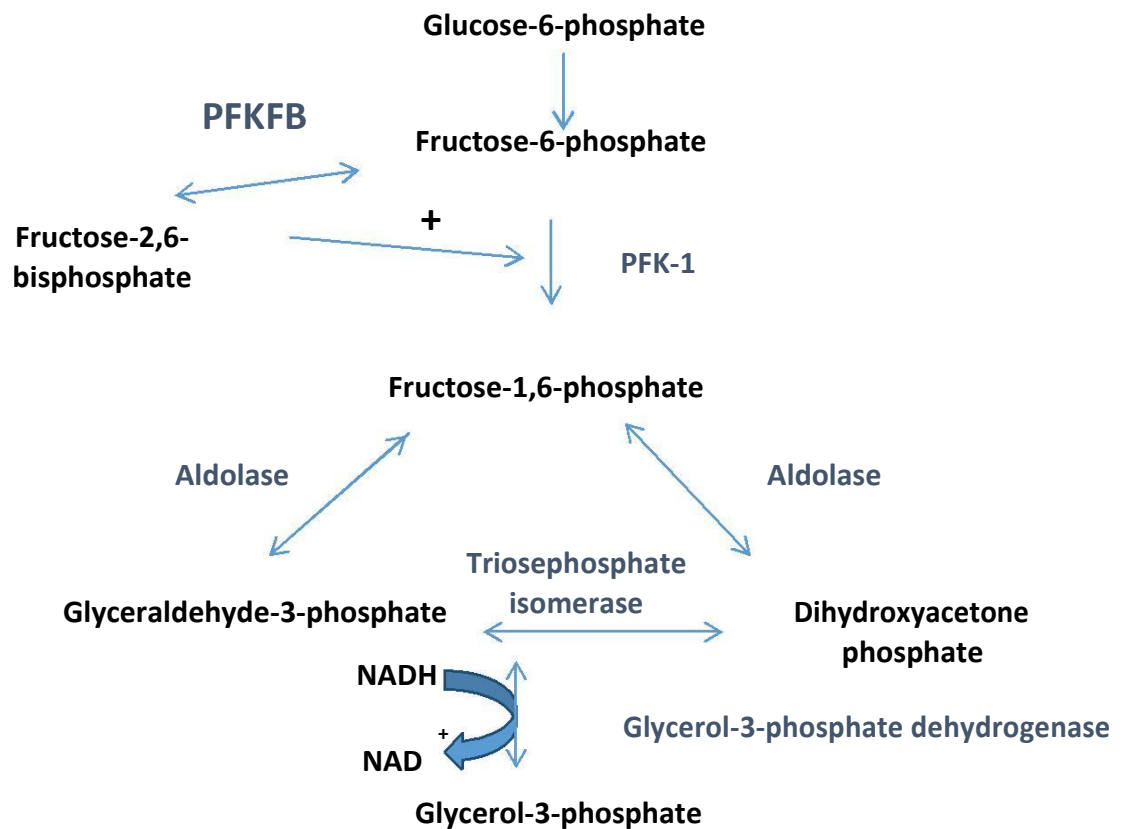 Glucose-6-phosphate
PFKFB
Fructose-6-phosphate
+
Fructose-2,6-
bisphosphate
PFK-1
Fructose-1,6-phosphate
Aldolase
Aldolase
Triosephosphate
isomerase
Glyceraldehyde-3-phosphate
Dihydroxyacetone
phosphate
NADH
Glycerol-3-phosphate dehydrogenase
+
NAD
Glycerol-3-phosphate